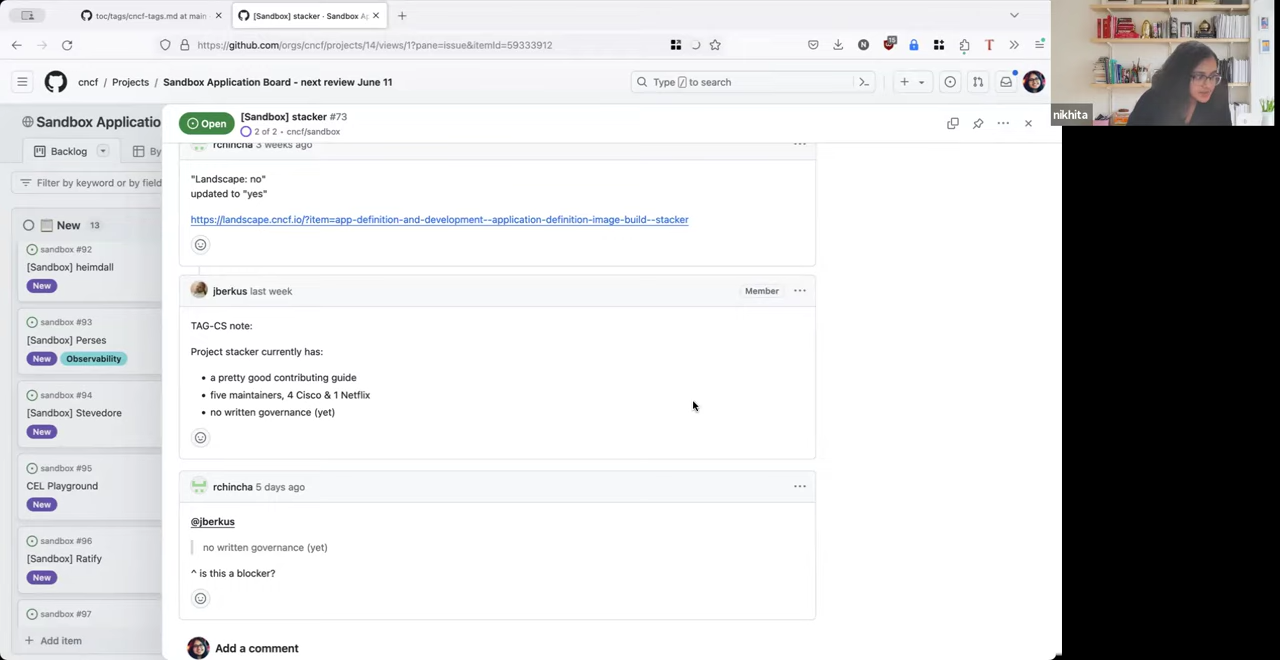 toc/tags/cncf-tags.md at main
[Sandbox] stacker · Sandbox A
https://github.com/orgs/cncf/projects/14/views/1?pane=issue&itemId=59333912
15
N
T
cncf / Projects / Sandbox Application Board - next review June 11
Type / to search
Sandbox Applicatio
Backlog
By
Filter by keyword or by field
New 13
sandbox #92
[Sandbox] heimdall
New
sandbox #93
[Sandbox] Perses
New Observability
sandbox #94
[Sandbox] Stevedore
New
sandbox #95
CEL Playground
New
sandbox #96
[Sandbox] Ratify
New
sandbox #97
Add item
Open
[Sandbox] stacker #73
2 of 2 · cncf/sandbox
rchincha 3 weeks ago
"Landscape: no"
updated to "yes"
https://landscape.cncf.io/?item=app-definition-and-development--application-definition-image-build--stacker
jberkus last week
Member
TAG-CS note:
Project stacker currently has:
• a pretty good contributing guide
• five maintainers, 4 Cisco & 1 Netflix
• no written governance (yet)
rchincha 5 days ago
@jberkus
no written governance (yet)
^ is this a blocker?
Add a comment
nikhita